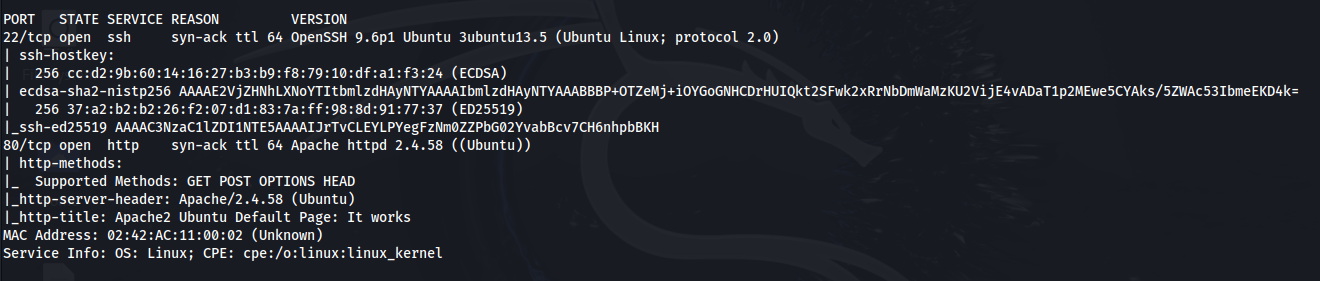 PORT   STATE SERVICE REASON         VERSION
22/tcp open  ssh     syn-ack ttl 64 OpenSSH 9.6p1 Ubuntu 3ubuntu13.5 (Ubuntu Linux; protocol 2.0)
| ssh-hostkey:
|   256 cc:d2:9b:60:14:16:27:b3:b9:f8:79:10:df:a1:f3:24 (ECDSA)
| ecdsa-sha2-nistp256 AAAAE2VjZHNhLXNoYTItbmlzdHAyNTYAAAAIbmlzdHAyNTYAAABBBP+OTZeMj+iOYGoGNHCDrHUIQkt2SFwk2xRrNbDmWaMzKU2VijE4vADaT1p2MEwe5CYAks/5ZWAc53IbmeEKD4k=
|   256 37:a2:b2:b2:26:f2:07:d1:83:7a:ff:98:8d:91:77:37 (ED25519)
|_ssh-ed25519 AAAAC3NzaC1lZDI1NTE5AAAAIJrTvCLEYLPYegFzNm0ZZPbG02YvabBcv7CH6nhpbBKH
80/tcp open  http    syn-ack ttl 64 Apache httpd 2.4.58 ((Ubuntu))
| http-methods:
|_  Supported Methods: GET POST OPTIONS HEAD
|_http-server-header: Apache/2.4.58 (Ubuntu)
|_http-title: Apache2 Ubuntu Default Page: It works
MAC Address: 02:42:AC:11:00:02 (Unknown)
Service Info: OS: Linux; CPE: cpe:/o:linux:linux_kernel